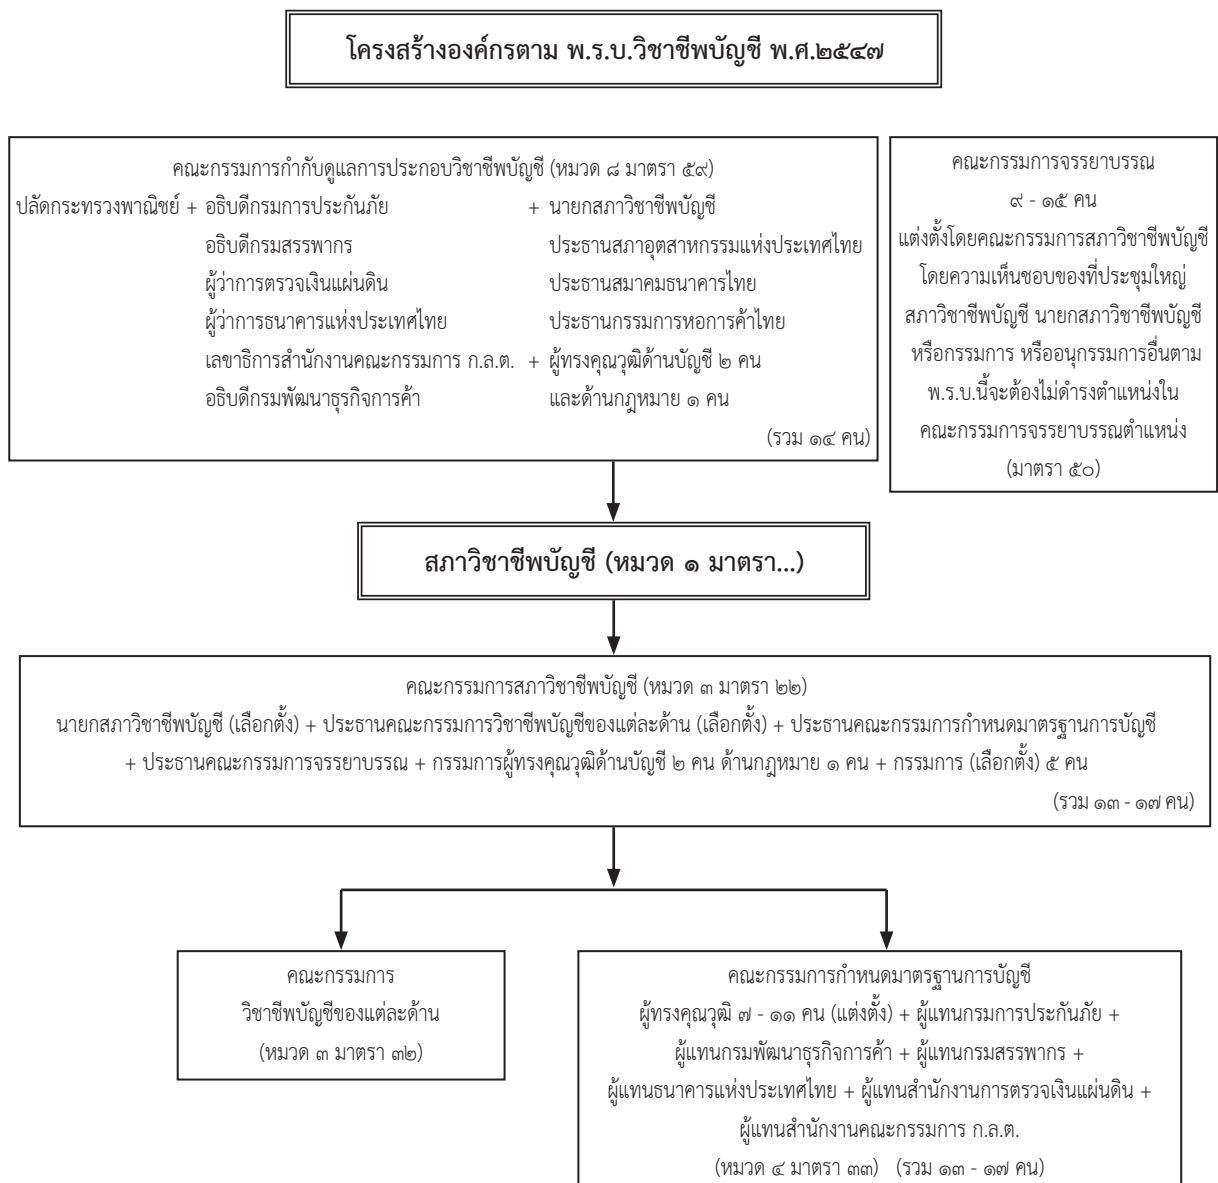 โครงสร้างองค์กรตาม พ.ร.บ.วิชาชีพบัญชี พ.ศ.๒๕๔๗
คณะกรรมการกำกับดูแลการประกอบวิชาชีพบัญชี (หมวด ๘ มาตรา ๕๙)
ปลัดกระทรวงพาณิชย์ + อธิบดีกรมการประกันภัย + นายกสภาวิชาชีพบัญชี
อธิบดีกรมสรรพากร ประธานสภาอุตสาหกรรมแห่งประเทศไทย
ผู้ว่าการตรวจเงินแผ่นดิน ประธานสมาคมธนาคารไทย
ผู้ว่าการธนาคารแห่งประเทศไทย ประธานกรรมการหอการค้าไทย
เลขาธิการสำนักงานคณะกรรมการ ก.ล.ต. + ผู้ทรงคุณวุฒิด้านบัญชี ๒ คน
อธิบดีกรมพัฒนาธุรกิจการค้า และด้านกฎหมาย ๑ คน
(รวม ๑๔ คน)
คณะกรรมการจรรยาบรรณ
๙ - ๑๕ คน
แต่งตั้งโดยคณะกรรมการสภาวิชาชีพบัญชี
โดยความเห็นชอบของที่ประชุมใหญ่
สภาวิชาชีพบัญชี นายกสภาวิชาชีพบัญชี
หรือกรรมการ หรืออนุกรรมการอื่นตาม
พ.ร.บ.นี้จะต้องไม่ดำรงตำแหน่งใน
คณะกรรมการจรรยาบรรณตำแหน่ง
(มาตรา ๕๐)
สภาวิชาชีพบัญชี (หมวด ๑ มาตรา...)
คณะกรรมการสภาวิชาชีพบัญชี (หมวด ๓ มาตรา ๒๒)
นายกสภาวิชาชีพบัญชี (เลือกตั้ง) + ประธานคณะกรรมการวิชาชีพบัญชีของแต่ละด้าน (เลือกตั้ง) + ประธานคณะกรรมการกำหนดมาตรฐานการบัญชี
+ ประธานคณะกรรมการจรรยาบรรณ + กรรมการผู้ทรงคุณวุฒิด้านบัญชี ๒ คน ด้านกฎหมาย ๑ คน + กรรมการ (เลือกตั้ง) ๕ คน
(รวม ๑๓ - ๑๗ คน)
คณะกรรมการ
วิชาชีพบัญชีของแต่ละด้าน
(หมวด ๓ มาตรา ๓๒)
คณะกรรมการกำหนดมาตรฐานการบัญชี
ผู้ทรงคุณวุฒิ ๗ - ๑๑ คน (แต่งตั้ง) + ผู้แทนกรมการประกันภัย +
ผู้แทนกรมพัฒนาธุรกิจการค้า + ผู้แทนกรมสรรพากร +
ผู้แทนธนาคารแห่งประเทศไทย + ผู้แทนสำนักงานการตรวจเงินแผ่นดิน +
ผู้แทนสำนักงานคณะกรรมการ ก.ล.ต.
(หมวด ๔ มาตรา ๓๓) (รวม ๑๓ - ๑๗ คน)